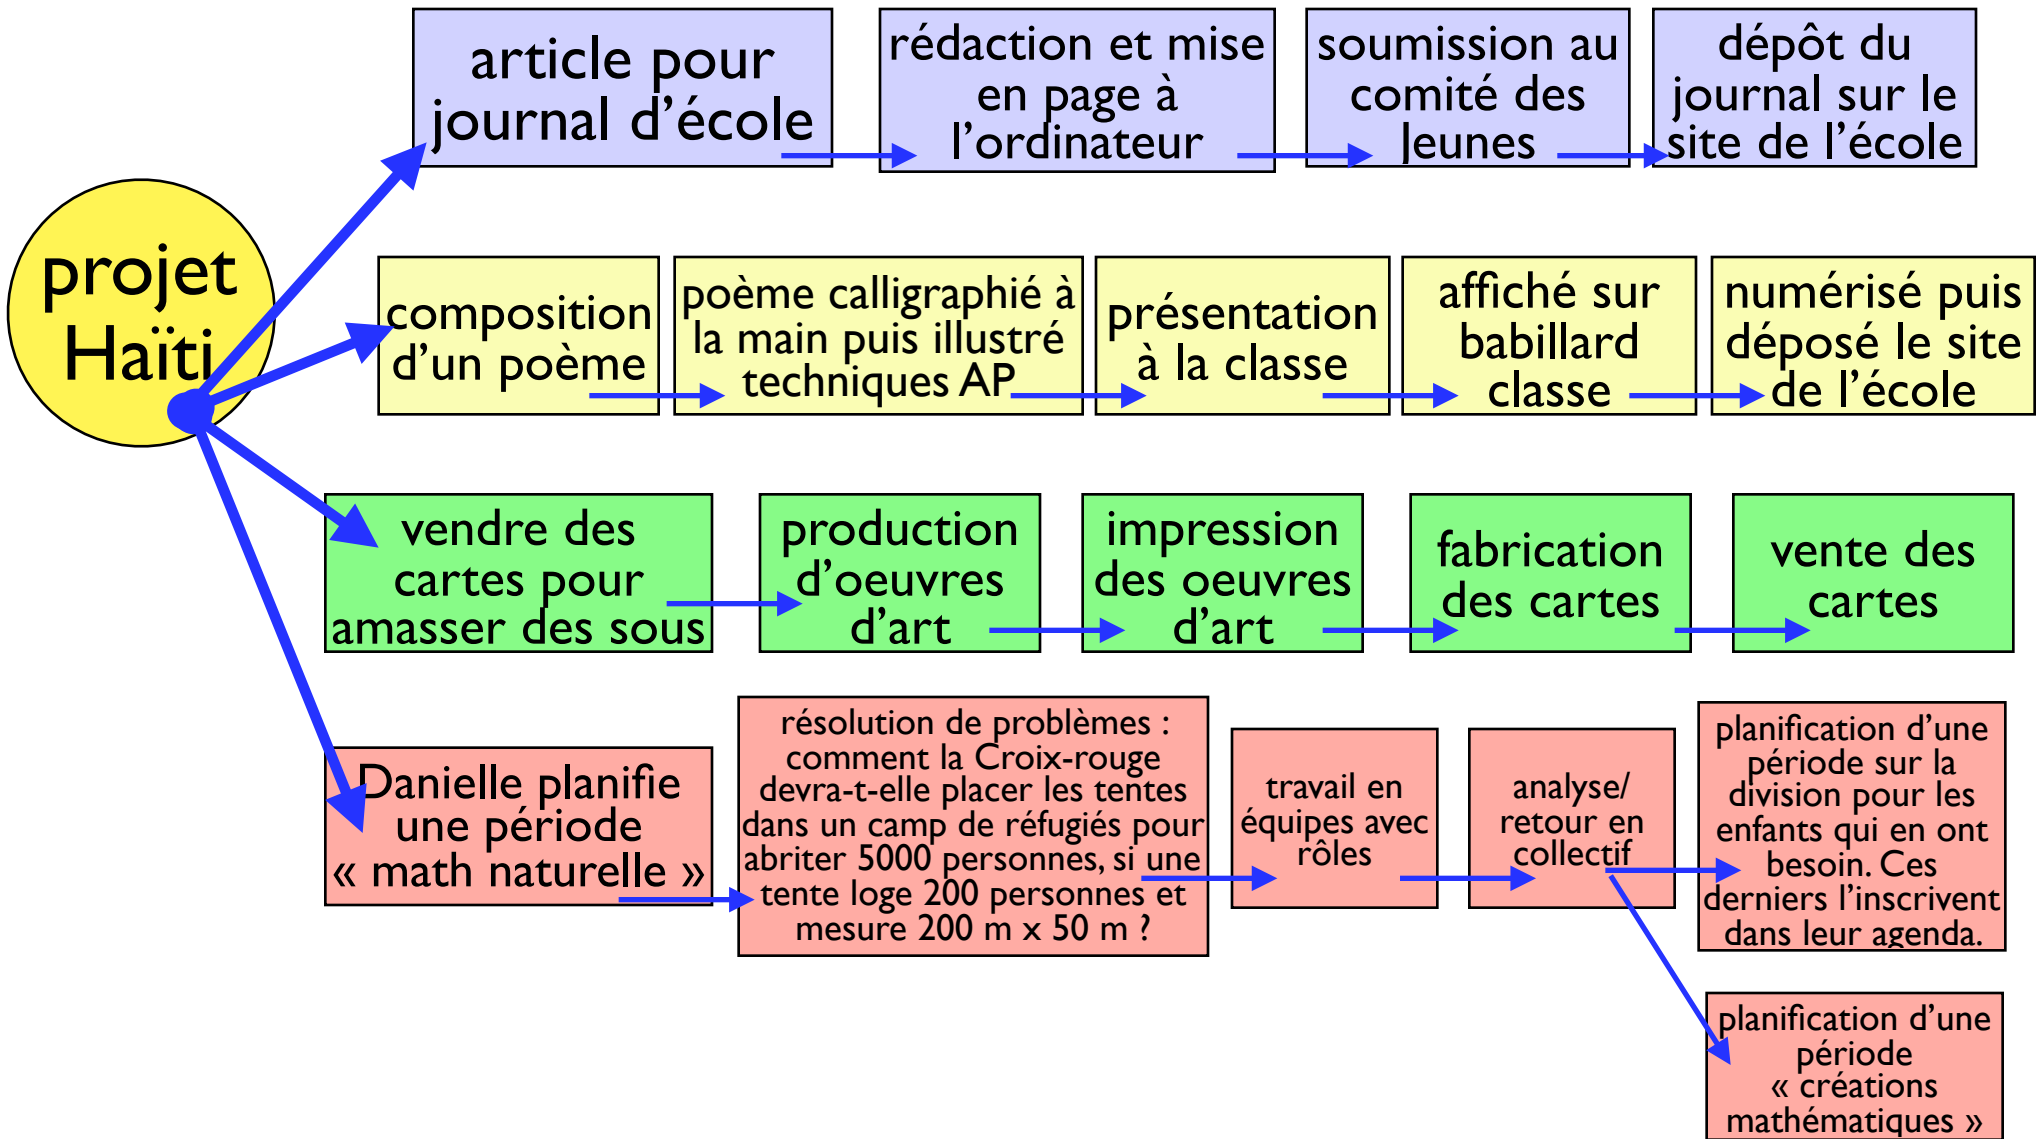 projet
Haïti
article pour
journal d’école
rédaction et mise
en page à
l’ordinateur
soumission au
comité des
Jeunes
dépôt du
journal sur le
site de l’école
composition
d’un poème
poème calligraphié à
la main puis illustré
techniques AP
présentation
à la classe
affiché sur
babillard
classe
numérisé puis
déposé le site
de l’école
vendre des
cartes pour
amasser des sous
production
d’oeuvres
d’art
impression
des oeuvres
d’art
fabrication
des cartes
vente des
cartes
Danielle planifie
une période
« math naturelle »
résolution de problèmes :
comment la Croix-rouge
devra-t-elle placer les tentes
dans un camp de réfugiés pour
abriter 5000 personnes, si une
tente loge 200 personnes et
mesure 200 m x 50 m ?
travail en
équipes avec
rôles
analyse/
retour en
collectif
planification d’une
période sur la
division pour les
enfants qui en ont
besoin. Ces
derniers l’inscrivent
dans leur agenda.
planification d’une
période
« créations
mathématiques »